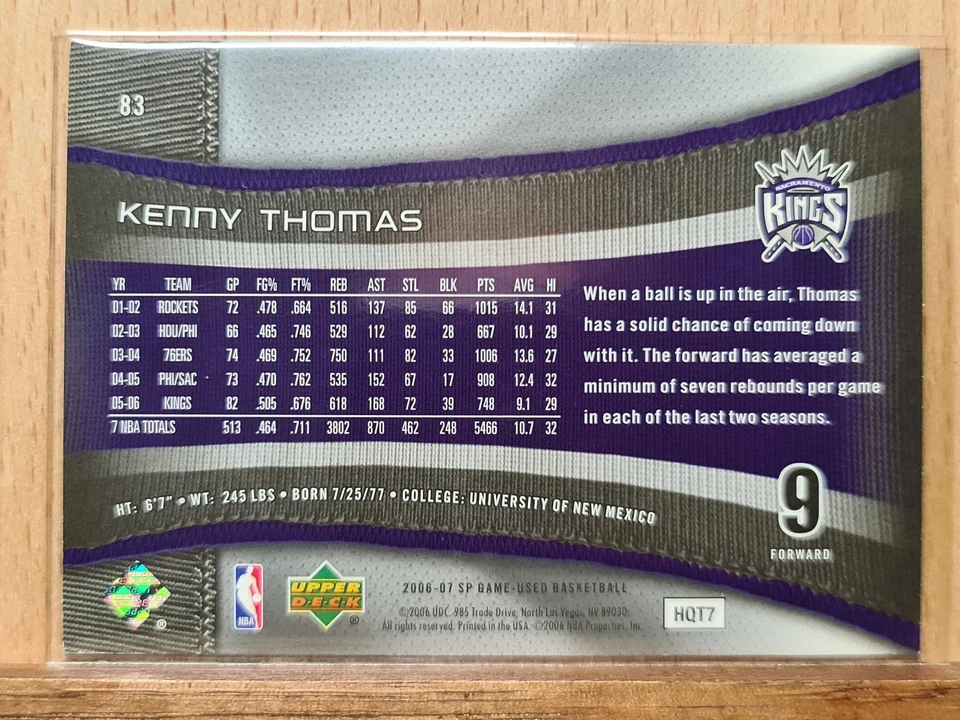 83
KENNY THOMAS
SACRAMENTO
KINGS
YR TEAM GP FG% FT% REB AST STL BLK PTS AVG HI
01-02 ROCKETS 72 .478 .664 516 137 85 66 1015 14.1 31
02-03 HOU/PHI 66 .465 .746 529 112 62 28 667 10.1 29
03-04 76ERS 74 .469 .752 750 111 82 33 1006 13.6 27
04-05 PHI/SAC 73 .470 .762 535 152 67 17 908 12.4 32
05-06 KINGS 82 .505 .676 618 168 72 39 748 9.1 29
7 NBA TOTALS 513 .464 .711 3802 870 462 248 5466 10.7 32
When a ball is up in the air, Thomas
has a solid chance of coming down
with it. The forward has averaged a
minimum of seven rebounds per game
in each of the last two seasons.
HT: 6'7" • WT: 245 LBS • BORN 7/25/77 • COLLEGE: UNIVERSITY OF NEW MEXICO
9
FORWARD
®
NBA
UPPER
DECK
®
2006-07 SP GAME-USED BASKETBALL
©2006 UDC. 985 Trade Drive, North Las Vegas, NV 89030.
All rights reserved. Printed in the USA. ©2006 NBA Properties, Inc.
HQT7